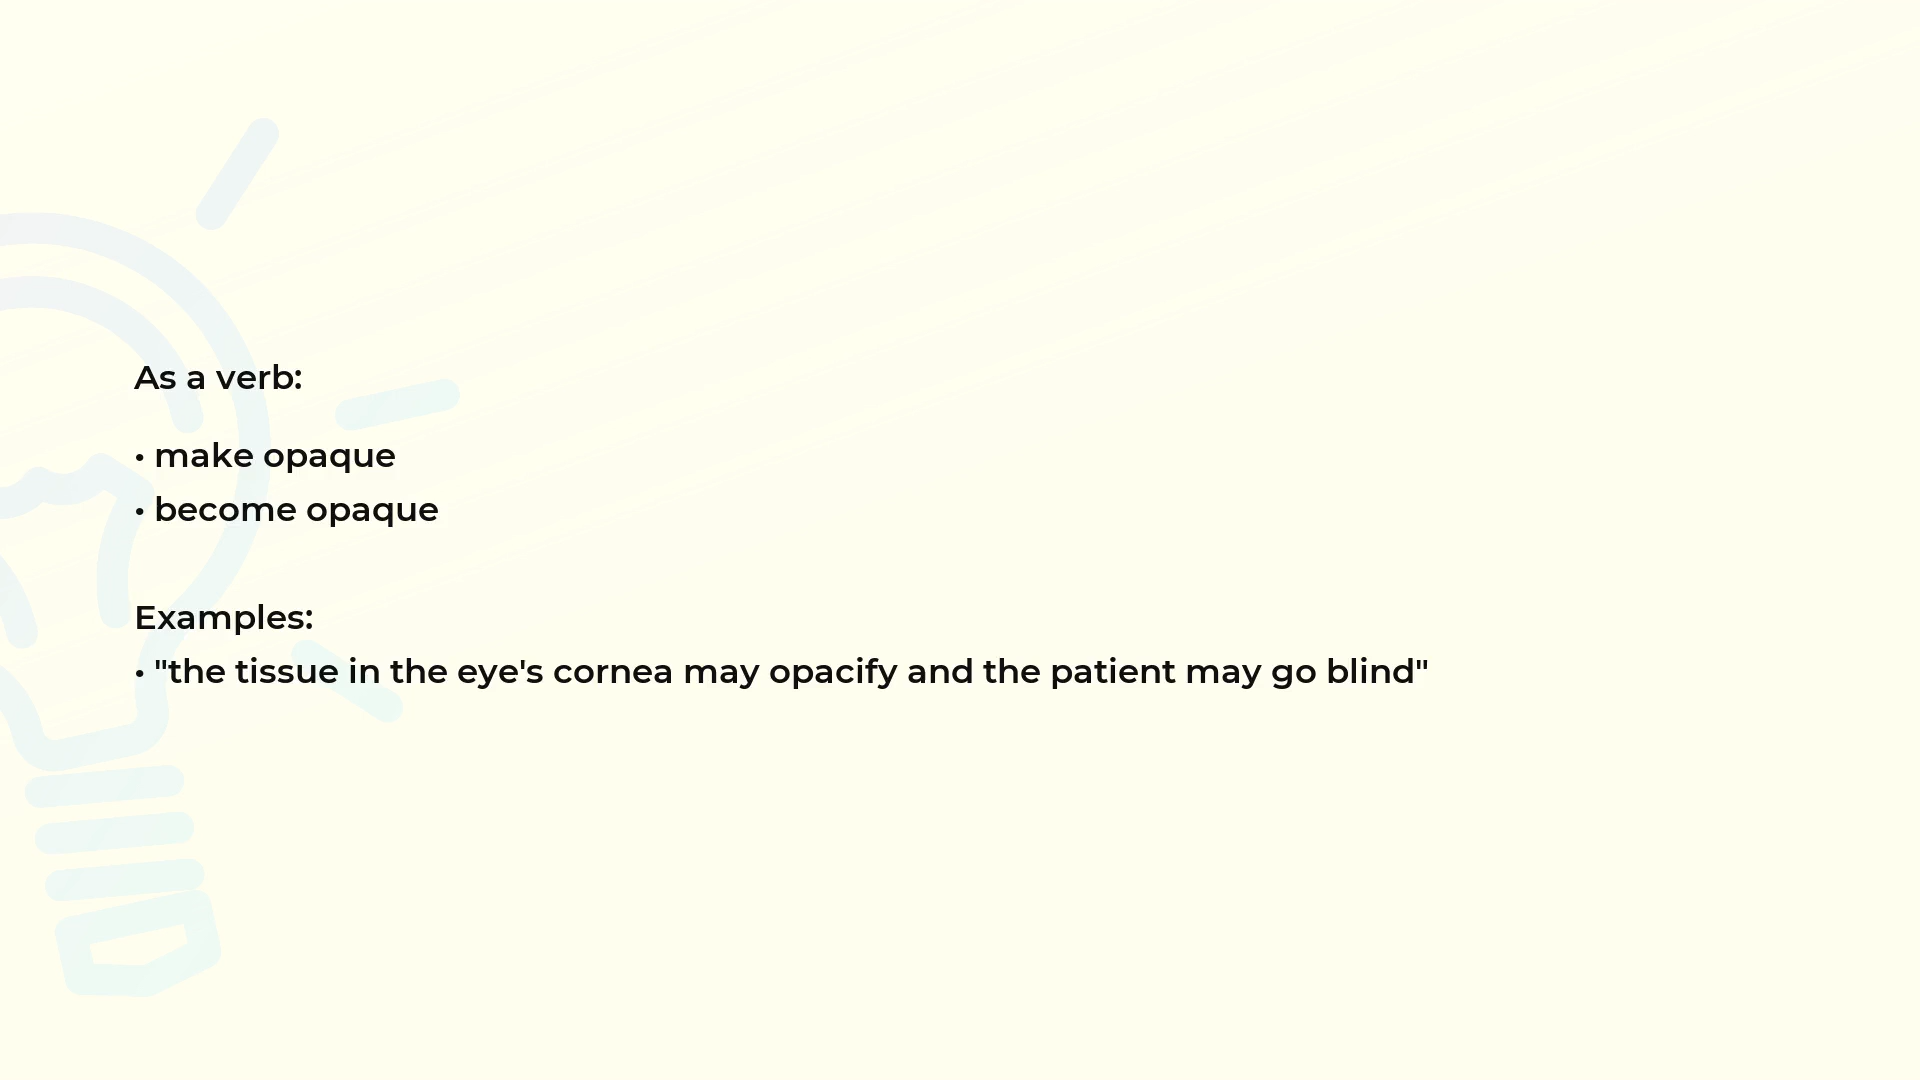 As a verb:
• make opaque
• become opaque
Examples:
• "the tissue in the eye's cornea may opacify and the patient may go blind"